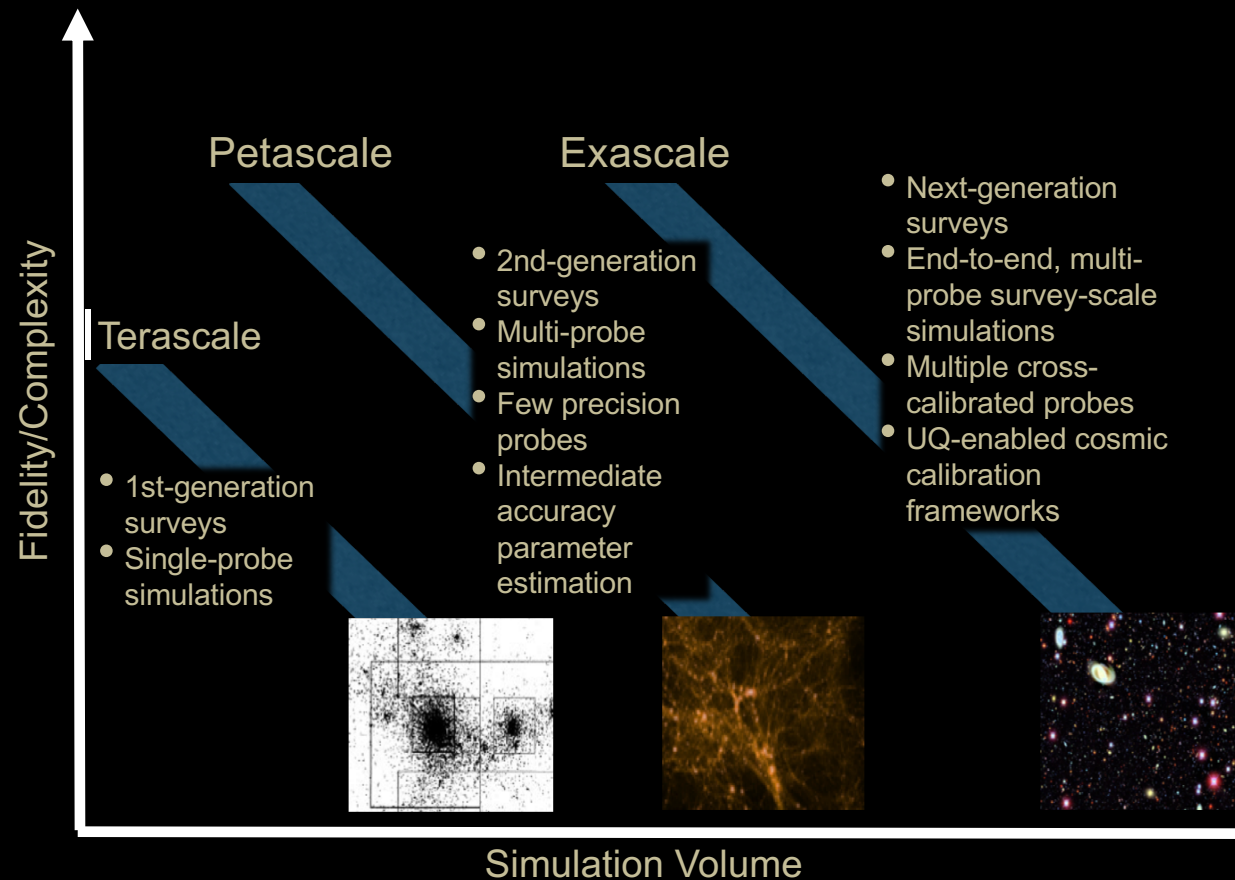 Petascale
Exascale
Terascale
Fidelity/Complexity
• 1st-generation
surveys
• Single-probe
simulations
• 2nd-generation
surveys
• Multi-probe
simulations
• Few precision
probes
• Intermediate
accuracy
parameter
estimation
• Next-generation
surveys
• End-to-end, multi-
probe survey-scale
simulations
• Multiple cross-
calibrated probes
• UQ-enabled cosmic
calibration
frameworks
Simulation Volume